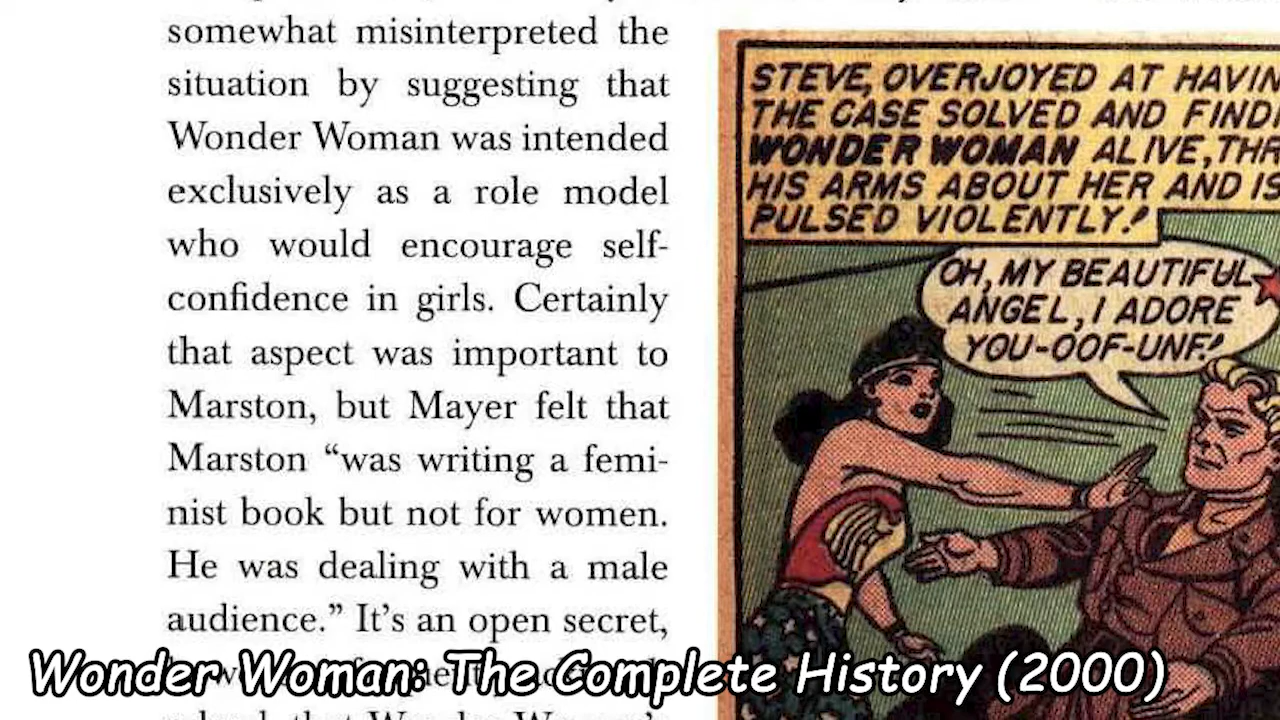 somewhat misinterpreted the
situation by suggesting that
Wonder Woman was intended
exclusively as a role model
who would encourage self-
confidence in girls. Certainly
that aspect was important to
Marston, but Mayer felt that
Marston “was writing a femi-
nist book but not for women.
He was dealing with a male
audience.” It’s an open secret,
STEVE, OVERJOYED AT HAVIN
THE CASE SOLVED AND FINDI
WONDER WOMAN ALIVE, THR
HIS ARMS ABOUT HER AND IS
PULSED VIOLENTLY!
OH, MY BEAUTIFUL
ANGEL, I ADORE
YOU-OOF-UNF!
Wonder Woman: The Complete History (2000)